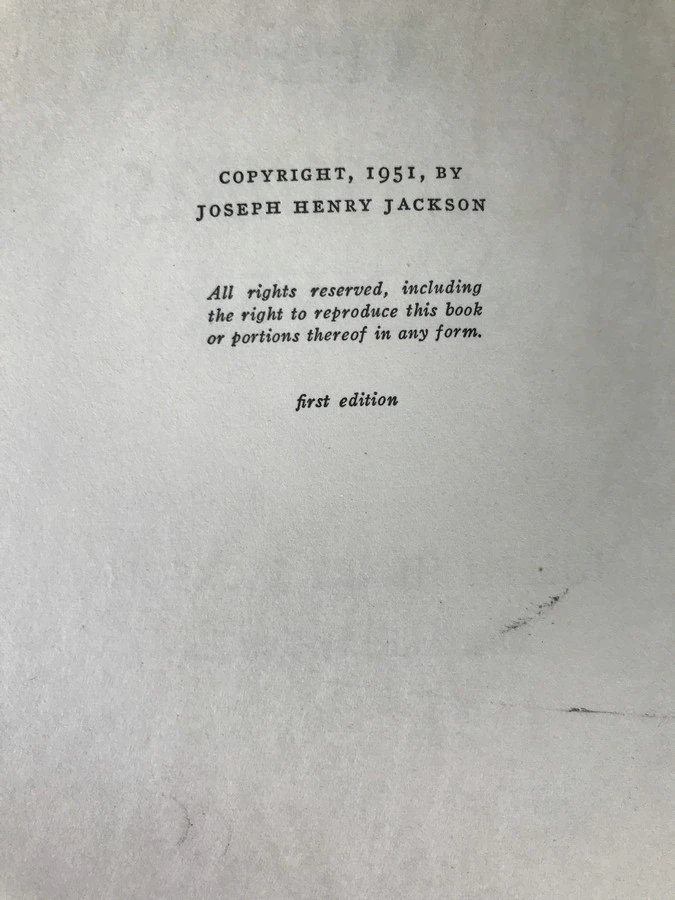 COPYRIGHT, 1951, BY
JOSEPH HENRY JACKSON
All rights reserved, including
the right to reproduce this book
or portions thereof in any form.
first edition